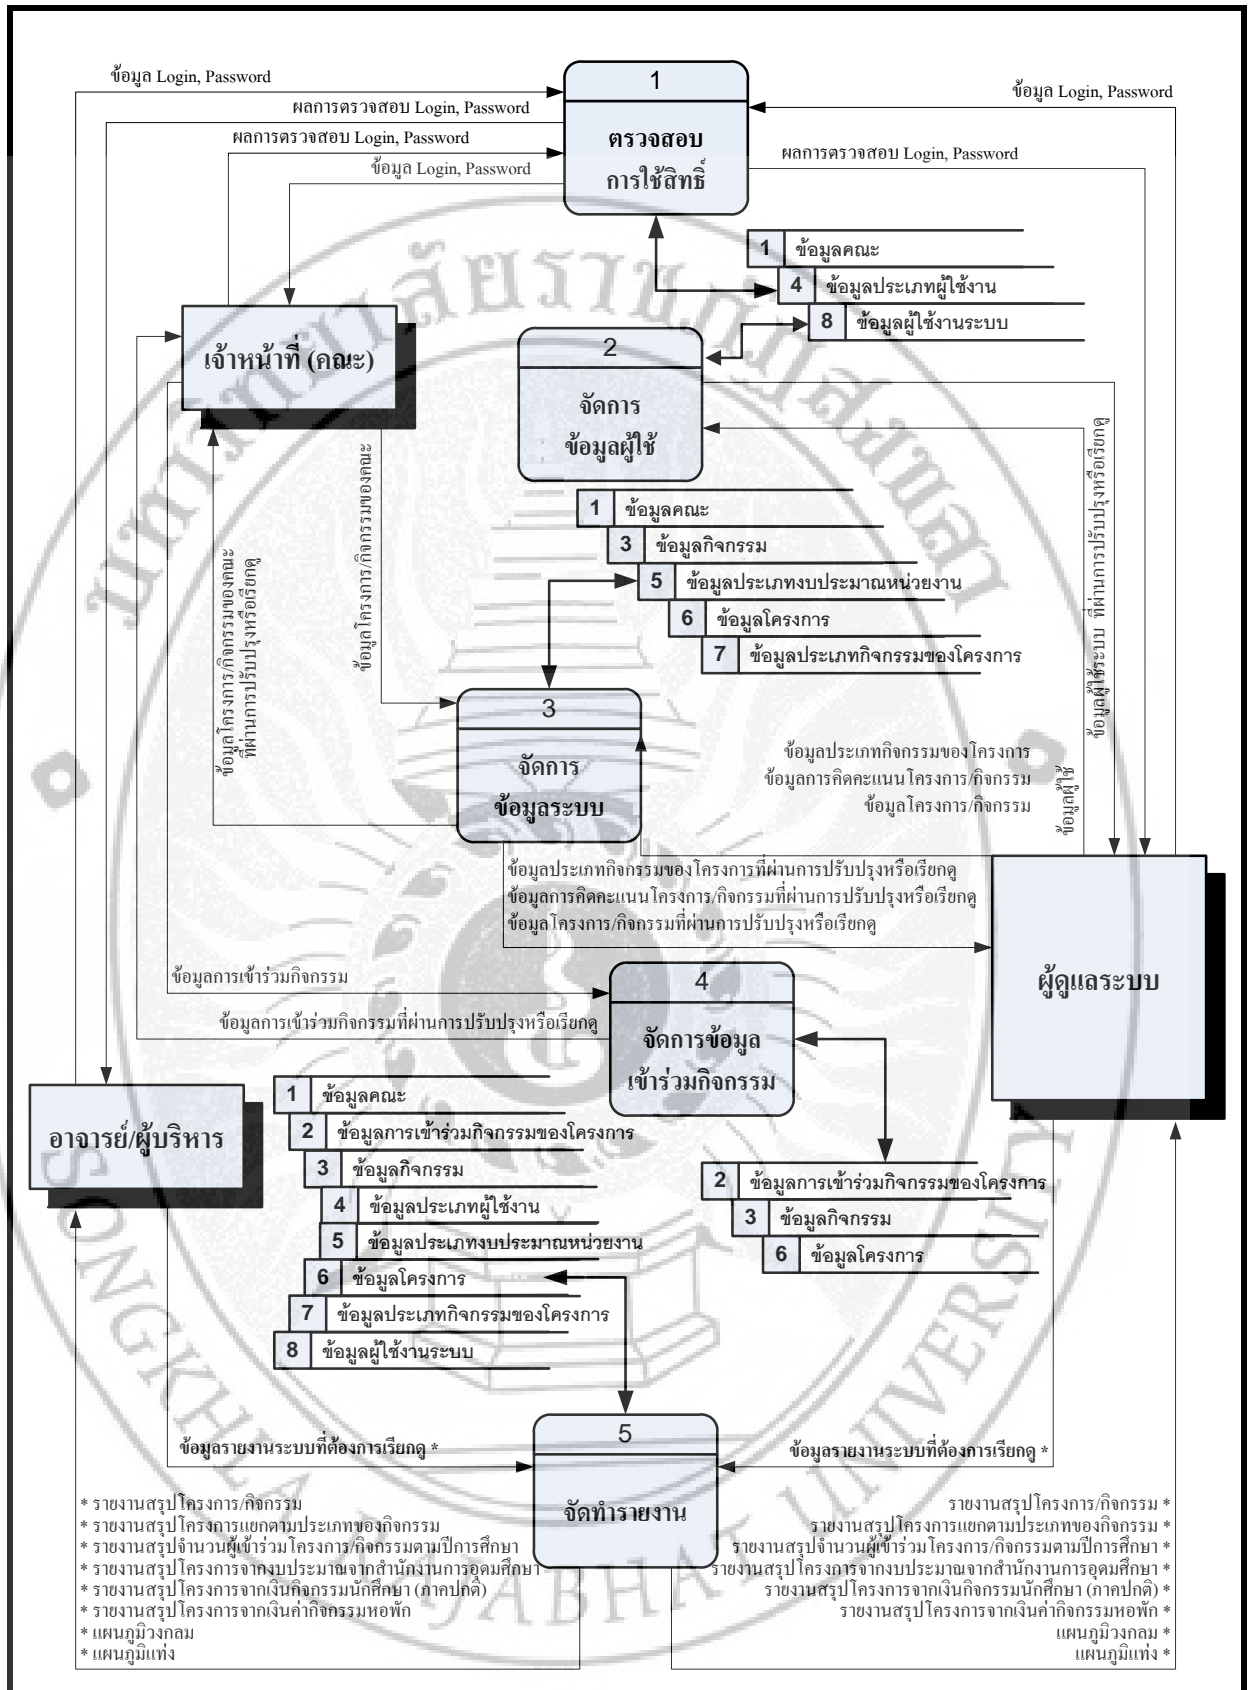 ข้อมูล Login, Password
ผลการตรวจสอบ Login, Password
ผลการตรวจสอบ Login, Password
ข้อมูล Login, Password
1
ตรวจสอบ
การใช้สิทธิ์
ข้อมูล Login, Password
ผลการตรวจสอบ Login, Password
1 ข้อมูลคณะ
4 ข้อมูลประเภทผู้ใช้งาน
8 ข้อมูลผู้ใช้งานระบบ
เจ้าหน้าที่ (คณะ)
2
จัดการ
ข้อมูลผู้ใช้
ข้อมูลโครงการ/กิจกรรมของคณะ
ข้อมูลโครงการ/กิจกรรมของคณะ
ที่ผ่านการปรับปรุงหรือเรียกดู
ข้อมูลผู้ใช้ระบบ ที่ผ่านการปรับปรุงหรือเรียกดู
ข้อมูลผู้ใช้
1 ข้อมูลคณะ
3 ข้อมูลกิจกรรม
5 ข้อมูลประเภทงบประมาณหน่วยงาน
6 ข้อมูลโครงการ
7 ข้อมูลประเภทกิจกรรมของโครงการ
3
จัดการ
ข้อมูลระบบ
ข้อมูลประเภทกิจกรรมของโครงการ
ข้อมูลการคิดคะแนนโครงการ/กิจกรรม
ข้อมูลโครงการ/กิจกรรม
ข้อมูลประเภทกิจกรรมของโครงการที่ผ่านการปรับปรุงหรือเรียกดู
ข้อมูลการคิดคะแนนโครงการ/กิจกรรมที่ผ่านการปรับปรุงหรือเรียกดู
ข้อมูลโครงการ/กิจกรรมที่ผ่านการปรับปรุงหรือเรียกดู
ผู้ดูแลระบบ
ข้อมูลการเข้าร่วมกิจกรรม
ข้อมูลการเข้าร่วมกิจกรรมที่ผ่านการปรับปรุงหรือเรียกดู
4
จัดการข้อมูล
เข้าร่วมกิจกรรม
อาจารย์/ผู้บริหาร
1 ข้อมูลคณะ
2 ข้อมูลการเข้าร่วมกิจกรรมของโครงการ
3 ข้อมูลกิจกรรม
4 ข้อมูลประเภทผู้ใช้งาน
5 ข้อมูลประเภทงบประมาณหน่วยงาน
6 ข้อมูลโครงการ
7 ข้อมูลประเภทกิจกรรมของโครงการ
8 ข้อมูลผู้ใช้งานระบบ
2 ข้อมูลการเข้าร่วมกิจกรรมของโครงการ
3 ข้อมูลกิจกรรม
6 ข้อมูลโครงการ
ข้อมูลรายงานระบบที่ต้องการเรียกดู *
5
จัดทำรายงาน
ข้อมูลรายงานระบบที่ต้องการเรียกดู *
* รายงานสรุปโครงการ/กิจกรรม
* รายงานสรุปโครงการแยกตามประเภทของกิจกรรม
* รายงานสรุปจำนวนผู้เข้าร่วมโครงการ/กิจกรรมตามปีการศึกษา
* รายงานสรุปโครงการจากงบประมาณจากสำนักงานการอุดมศึกษา
* รายงานสรุปโครงการจากเงินกิจกรรมนักศึกษา (ภาคปกติ)
* รายงานสรุปโครงการจากเงินค่ากิจกรรมหอพัก
* แผนภูมิวงกลม
* แผนภูมิแท่ง
รายงานสรุปโครงการ/กิจกรรม *
รายงานสรุปโครงการแยกตามประเภทของกิจกรรม *
รายงานสรุปจำนวนผู้เข้าร่วมโครงการ/กิจกรรมตามปีการศึกษา *
รายงานสรุปโครงการจากงบประมาณจากสำนักงานการอุดมศึกษา *
รายงานสรุปโครงการจากเงินกิจกรรมนักศึกษา (ภาคปกติ) *
รายงานสรุปโครงการจากเงินค่ากิจกรรมหอพัก *
แผนภูมิวงกลม *
แผนภูมิแท่ง *
มหาวิทยาลัยราชภัฏสงขลา
SONGKHLA RAJABHAT UNIVERSITY